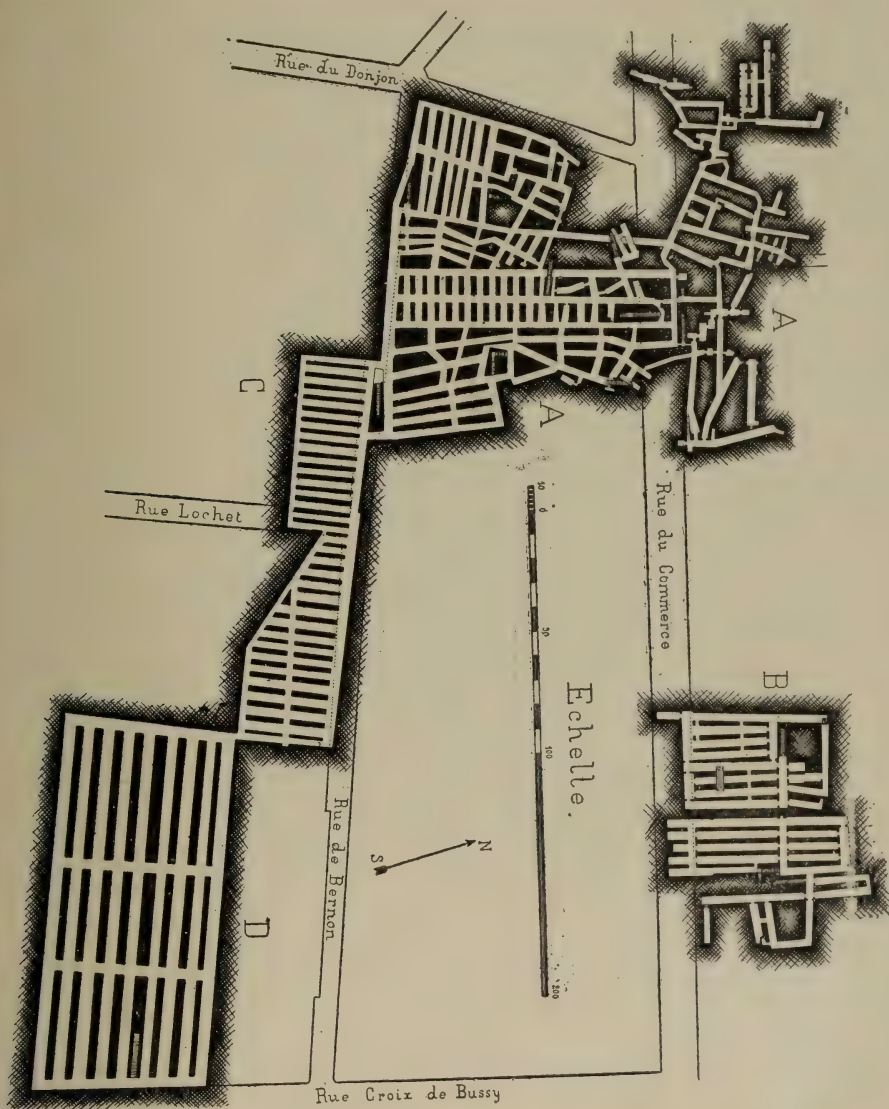 Rue du Donjon
A
A
C
Rue Lochet
Rue du Commerce
B
Echelle.
10
0
50
100
200
N
S
Rue de Bernon
D
Rue Croix de Bussy